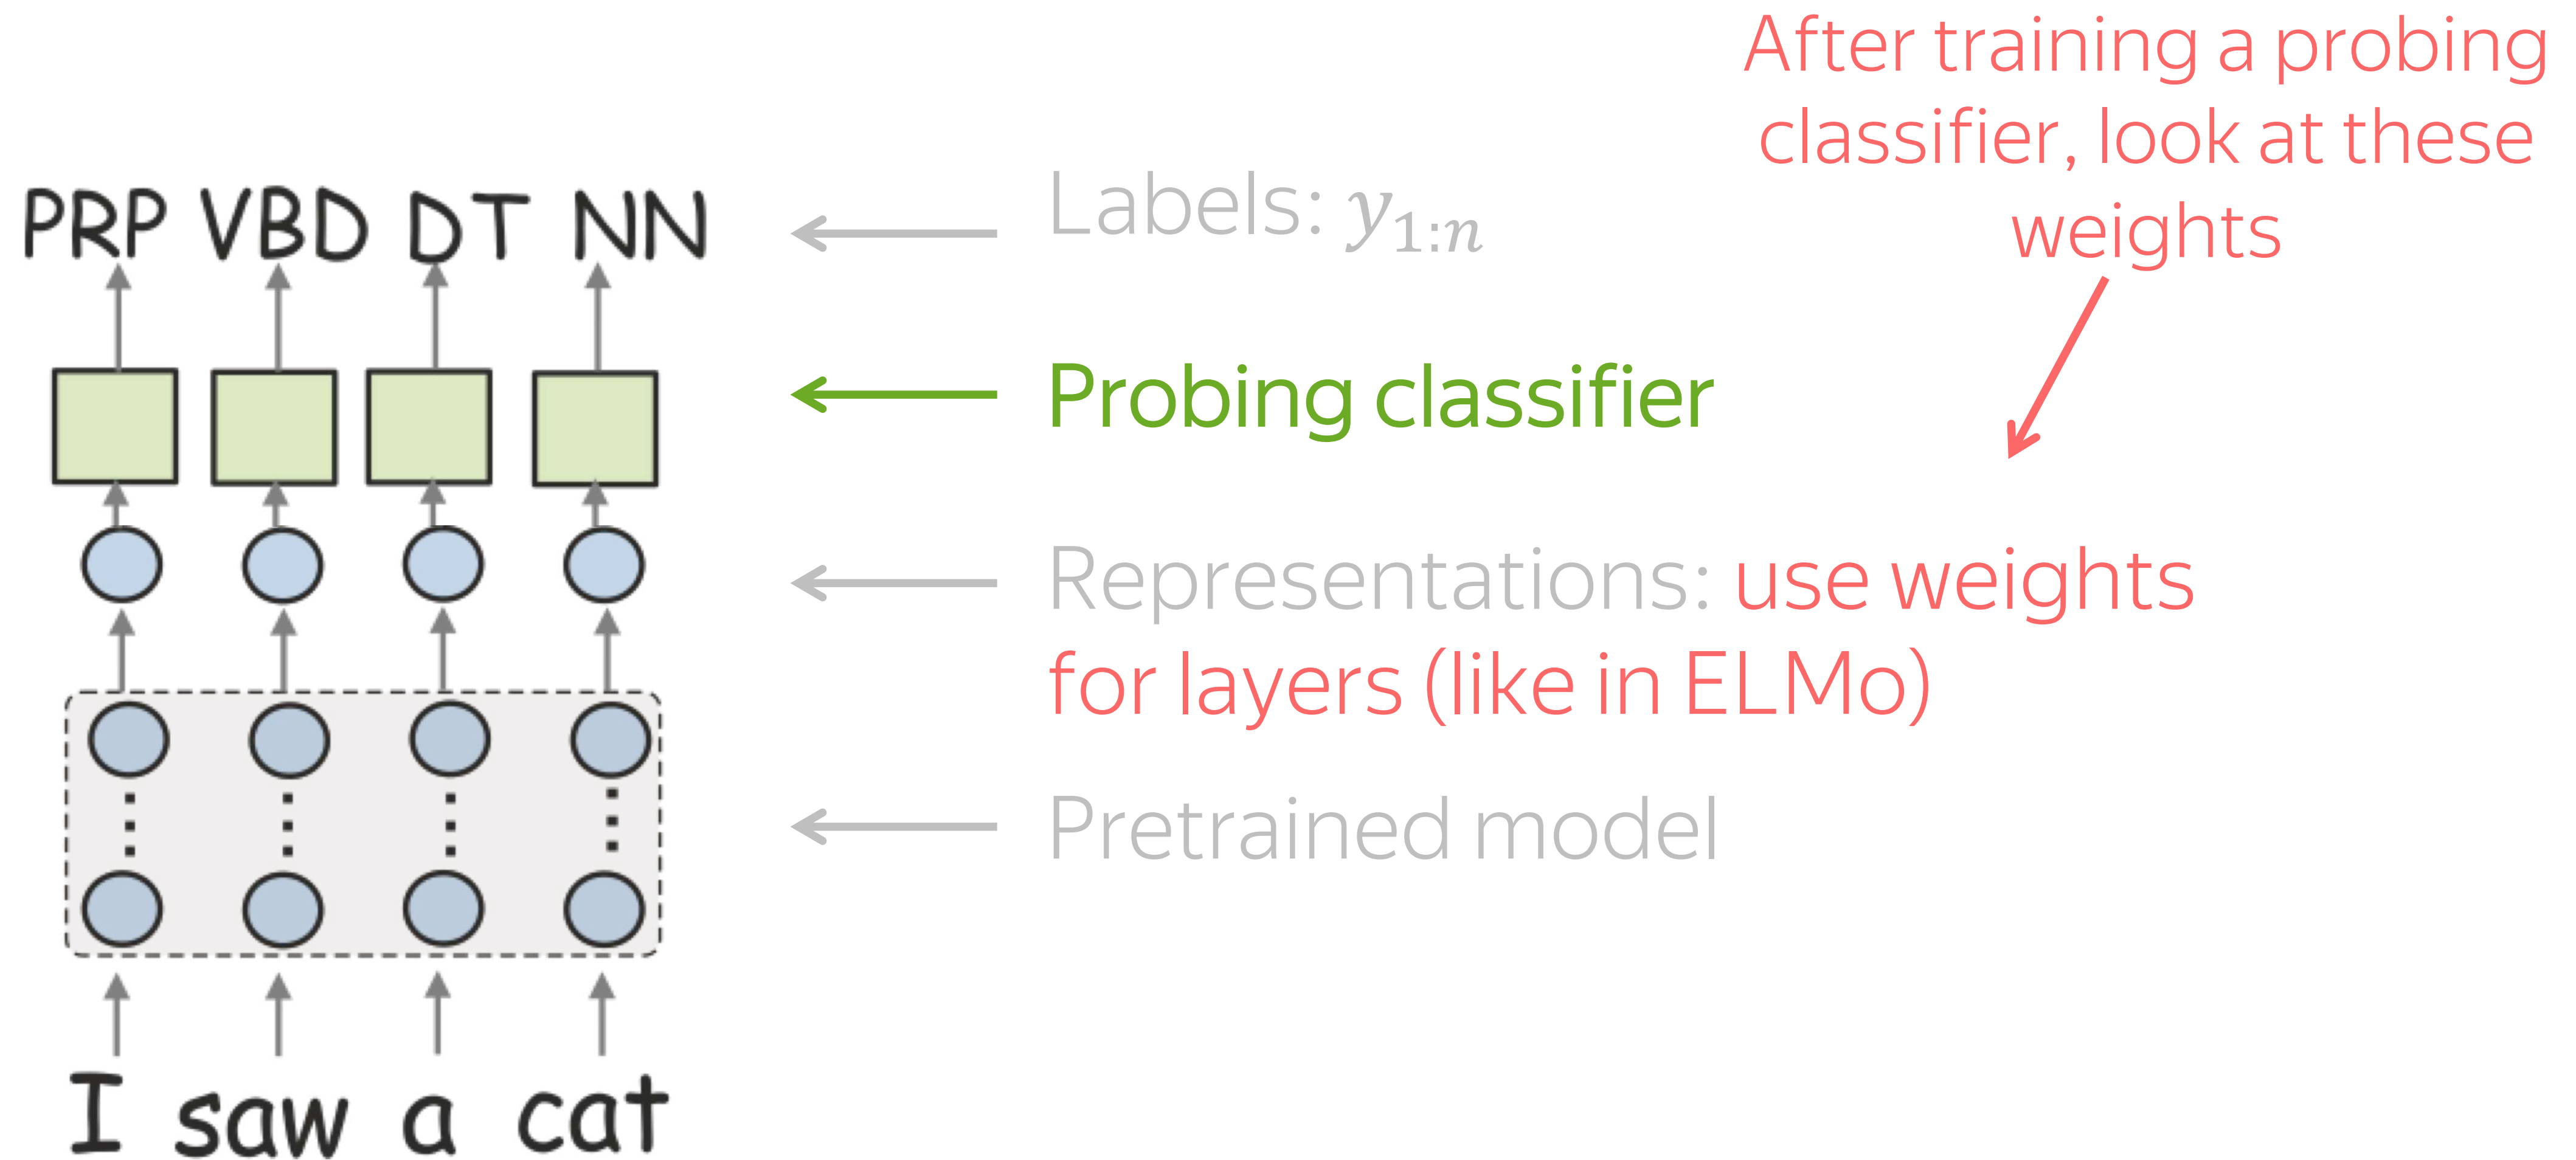 After training a probing
classifier, look at these
weights
PRP VBD DT NN
Labels: y1:n
Probing classifier
Representations: use weights
for layers (like in ELMo)
Pretrained model
I saw a cat